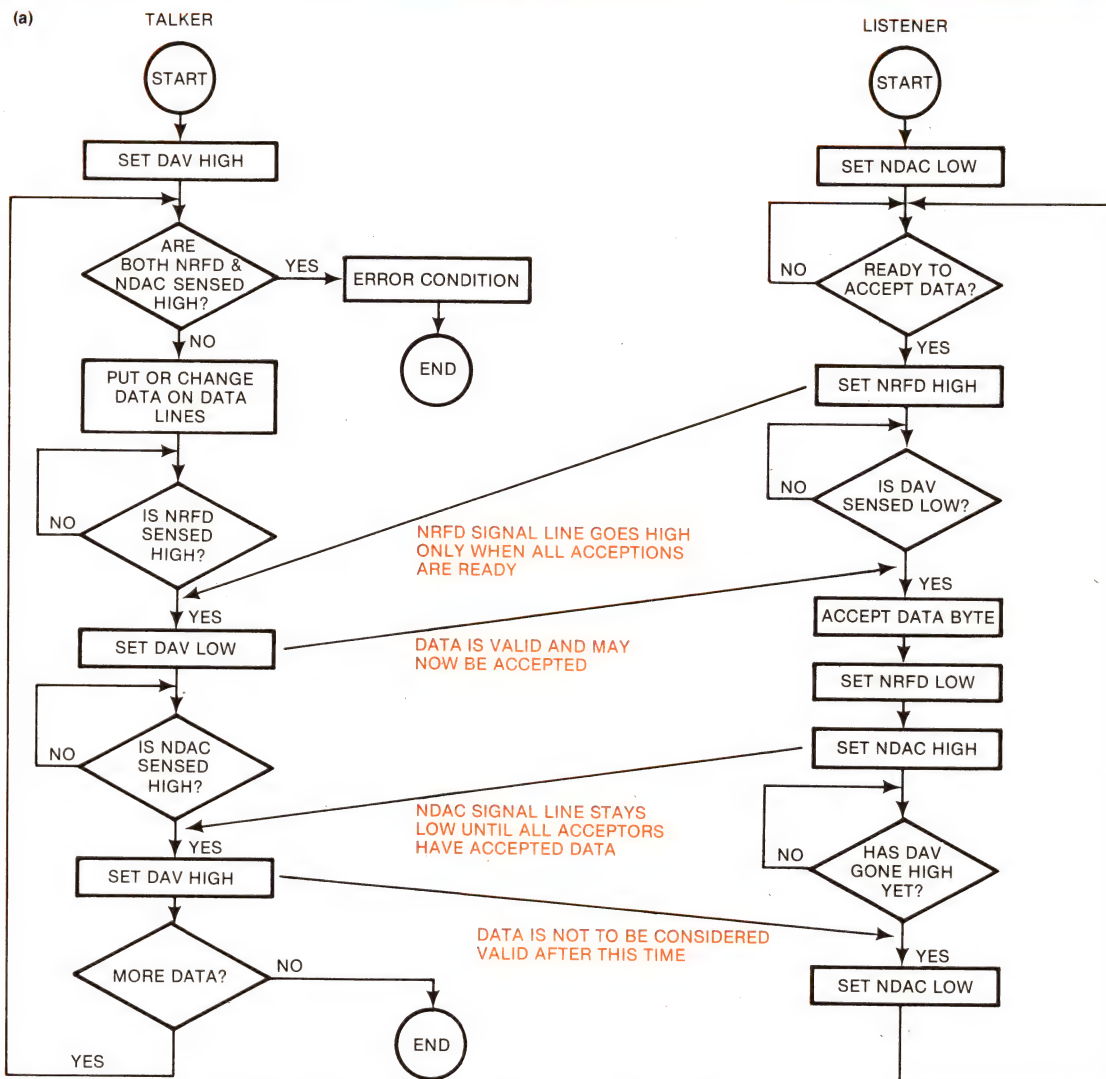 (a)
TALKER
START
SET DAV HIGH
ARE
BOTH NRFD &
NDAC SENSED
HIGH?
YES
ERROR CONDITION
END
NO
PUT OR CHANGE
DATA ON DATA
LINES
IS NRFD
SENSED
HIGH?
NO
YES
SET DAV LOW
IS NDAC
SENSED
HIGH?
NO
YES
SET DAV HIGH
MORE DATA?
NO
END
YES
NRFD SIGNAL LINE GOES HIGH
ONLY WHEN ALL ACCEPTIONS
ARE READY
DATA IS VALID AND MAY
NOW BE ACCEPTED
NDAC SIGNAL LINE STAYS
LOW UNTIL ALL ACCEPTORS
HAVE ACCEPTED DATA
DATA IS NOT TO BE CONSIDERED
VALID AFTER THIS TIME
LISTENER
START
SET NDAC LOW
READY TO
ACCEPT DATA?
NO
YES
SET NRFD HIGH
IS DAV
SENSED LOW?
NO
YES
ACCEPT DATA BYTE
SET NRFD LOW
SET NDAC HIGH
HAS DAV
GONE HIGH
YET?
NO
YES
SET NDAC LOW